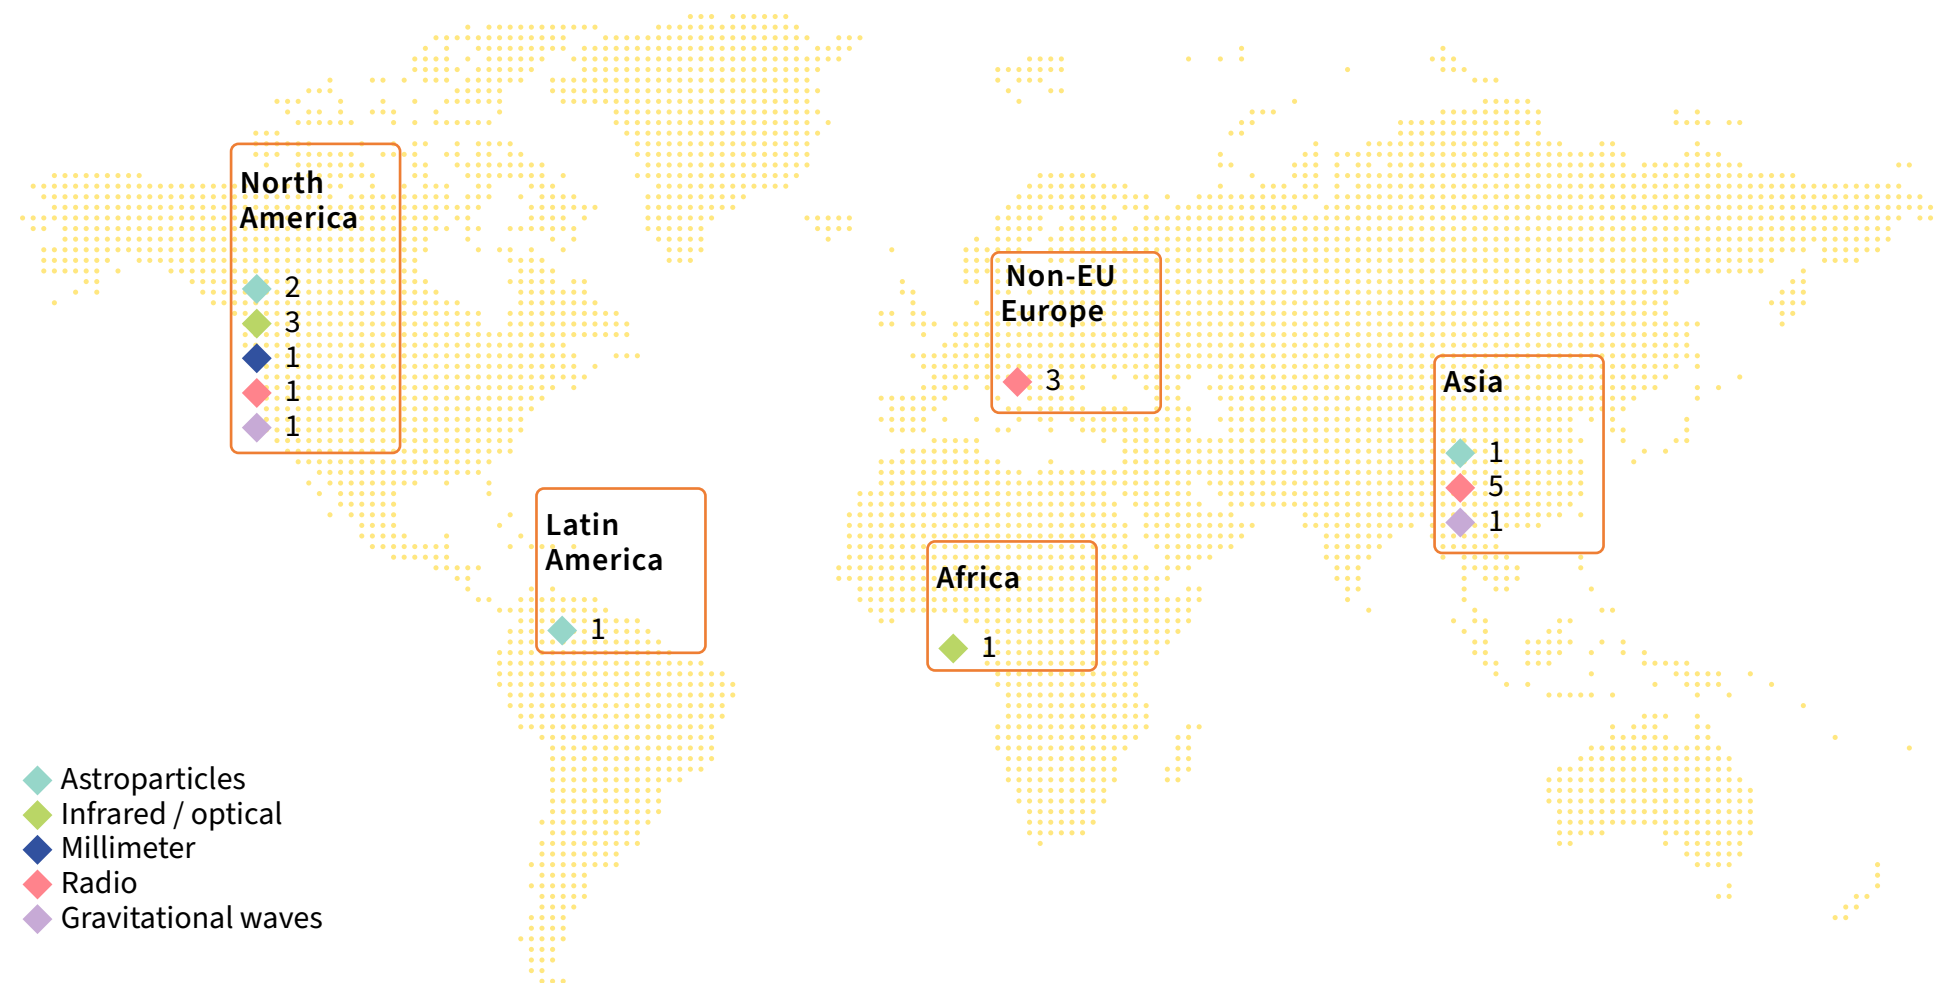 North
America
2
3
1
1
1
Non-EU
Europe
3
Asia
1
5
1
Latin
America
1
Africa
1
Astroparticles
Infrared / optical
Millimeter
Radio
Gravitational waves